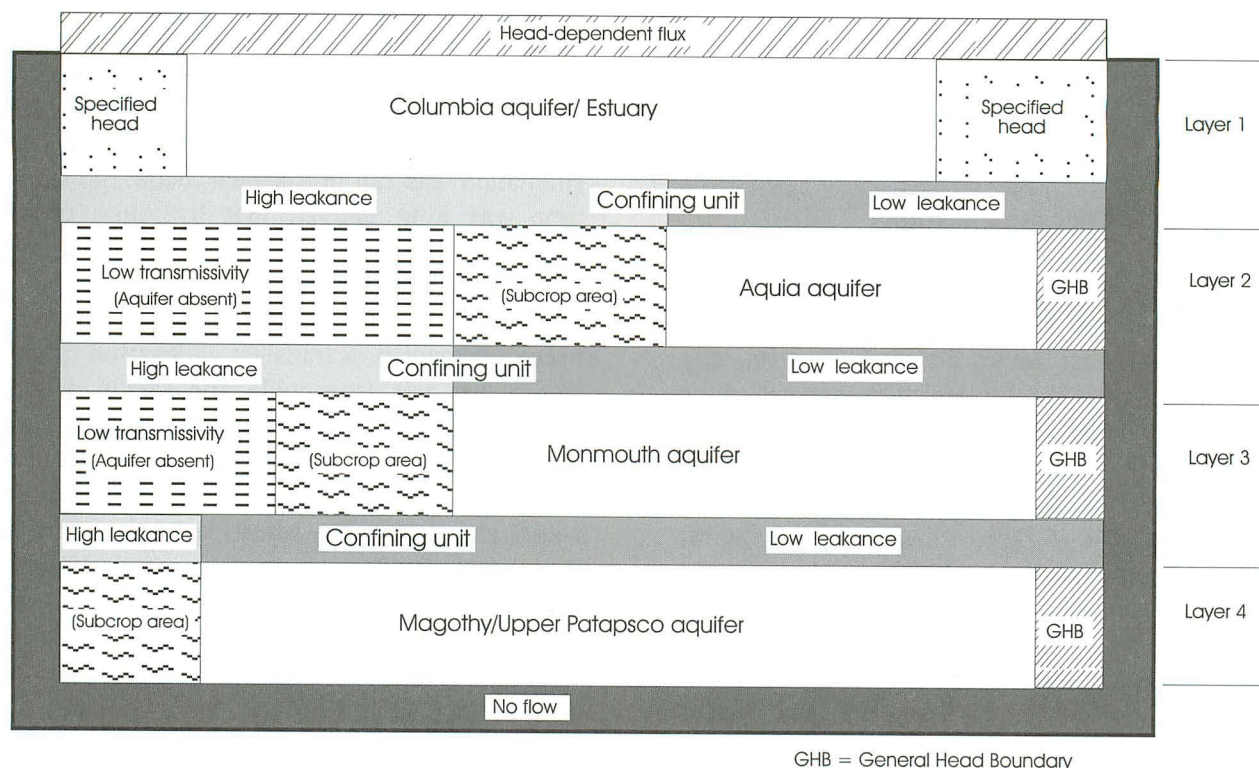 Head-dependent flux
Specified
head
Columbia aquifer/ Estuary
Specified
head
Layer 1
High leakance
Confining unit
Low leakance
Low transmissivity
(Aquifer absent)
(Subcrop area)
Aquia aquifer
GHB
Layer 2
High leakance
Confining unit
Low leakance
Low transmissivity
(Aquifer absent)
(Subcrop area)
Monmouth aquifer
GHB
Layer 3
High leakance
Confining unit
Low leakance
(Subcrop area)
Magothy/Upper Patapsco aquifer
GHB
Layer 4
No flow
GHB = General Head Boundary